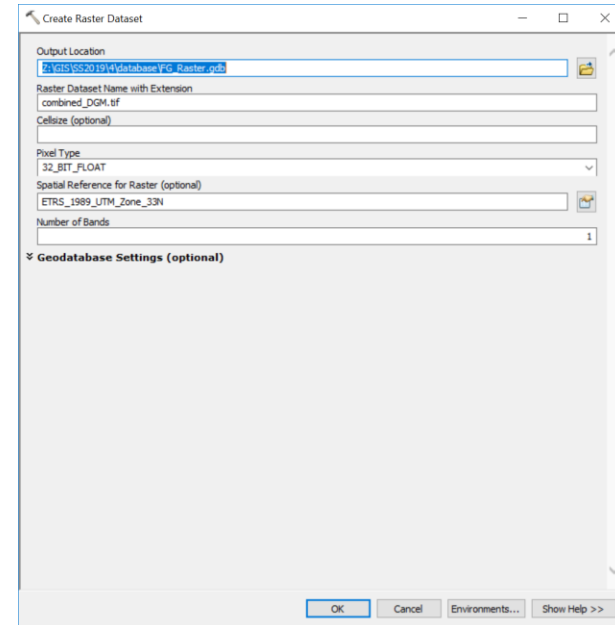 Create Raster Dataset
Output Location
Z:\GIS\SS2019\4\database\FG_Raster.gdb
Raster Dataset Name with Extension
combined_DGM.tif
Cellsize (optional)
Pixel Type
32_BIT_FLOAT
Spatial Reference for Raster (optional)
ETRS_1989_UTM_Zone_33N
Number of Bands
1
Geodatabase Settings (optional)
OK Cancel Environments... Show Help >>